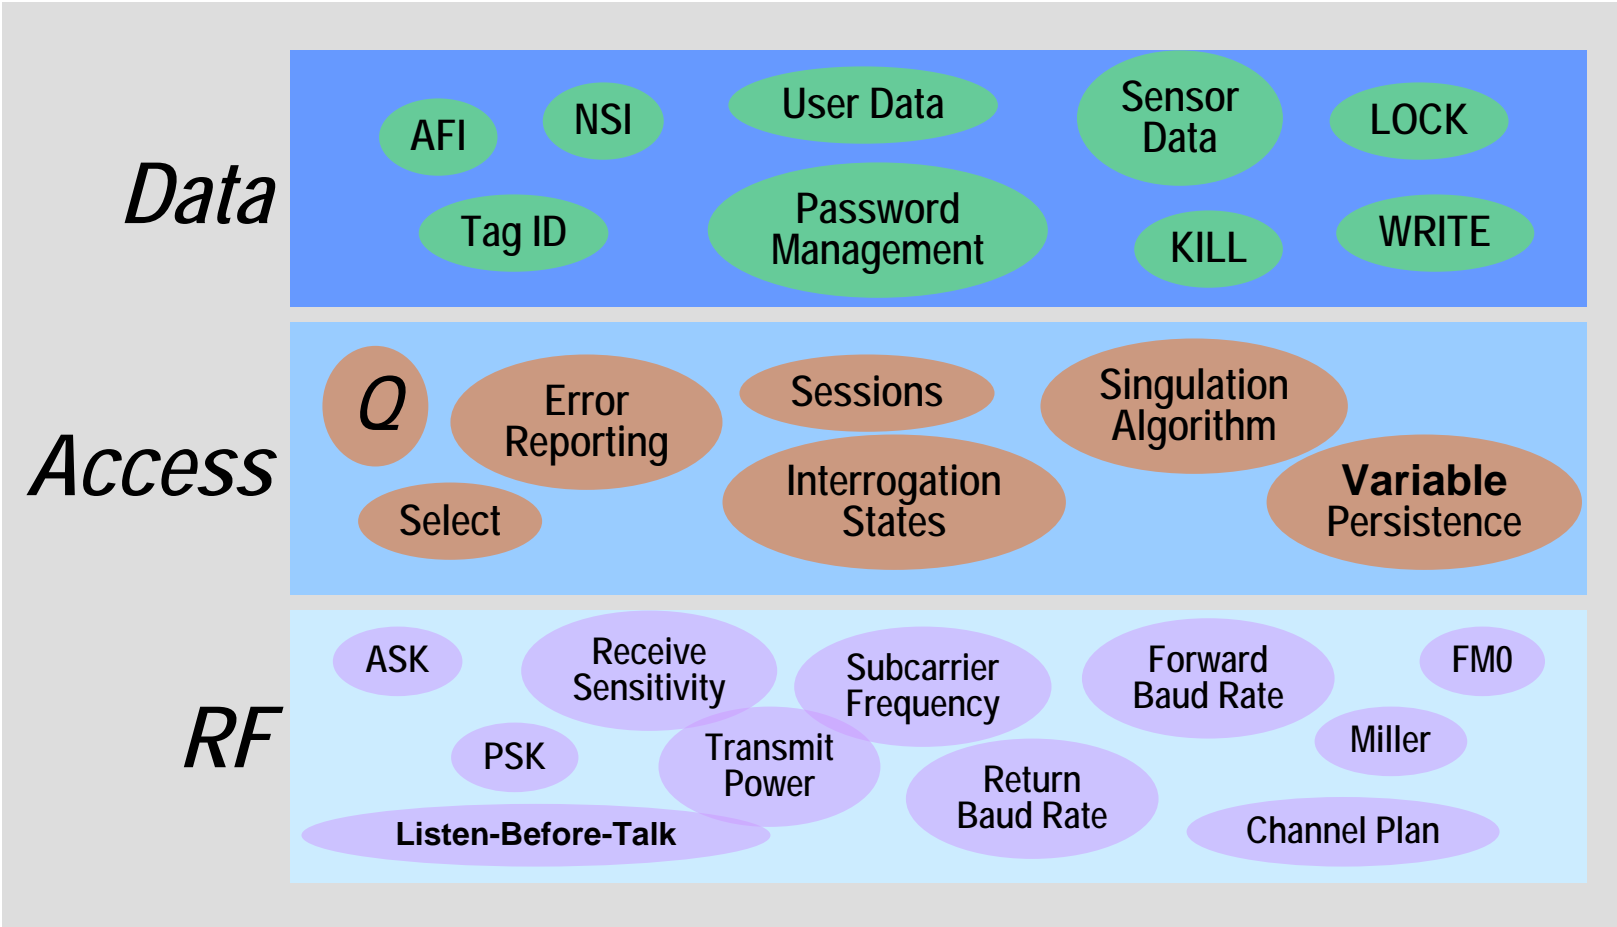 Data
AFI
NSI
User Data
Sensor
Data
LOCK
Tag ID
Password
Management
KILL
WRITE
Access
Q
Error
Reporting
Sessions
Singulation
Algorithm
Select
Interrogation
States
Variable
Persistence
RF
ASK
Receive
Sensitivity
Subcarrier
Frequency
Forward
Baud Rate
FM0
PSK
Transmit
Power
Return
Baud Rate
Miller
Listen-Before-Talk
Channel Plan